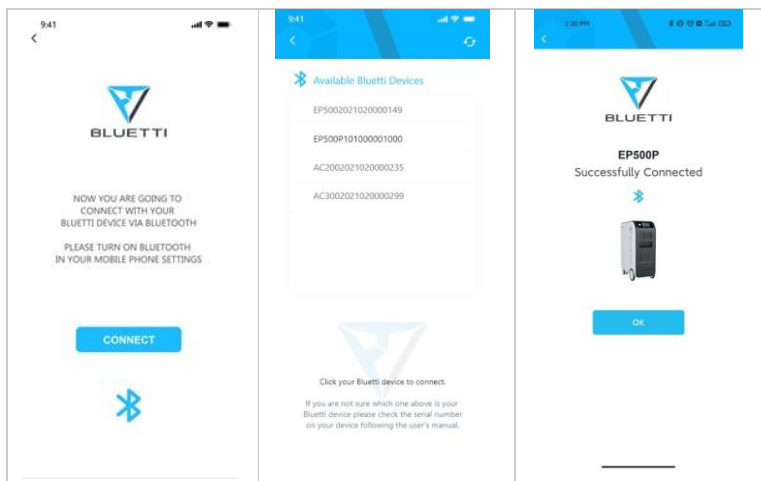 9:41
BLUETTI
NOW YOU ARE GOING TO
CONNECT WITH YOUR
BLUETTI DEVICE VIA BLUETOOTH
PLEASE TURN ON BLUETOOTH
IN YOUR MOBILE PHONE SETTINGS
CONNECT
9:41
Available Bluetti Devices
EP5002021020000149
EP500P101000001000
AC2002021020000235
AC3002021020000299
Click your Bluetti device to connect.
If you are not sure which one above is your
Bluetti device please check the serial number
on your device following the user's manual.
BLUETTI
EP500P
Successfully Connected
OK